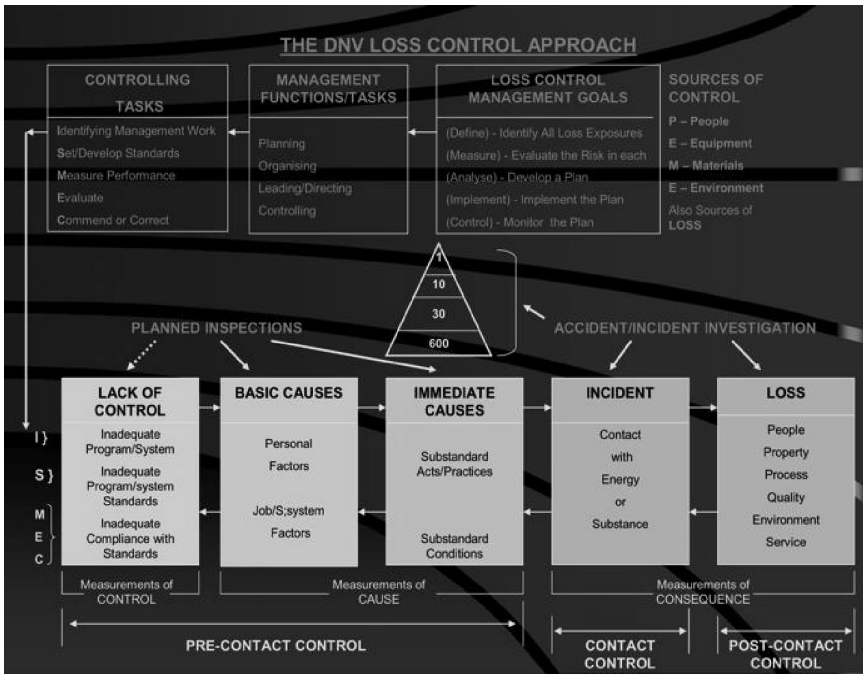 THE DNV LOSS CONTROL APPROACH
CONTROLLING
TASKS
Identifying Management Work
Set/Develop Standards
Measure Performance
Evaluate
Commend or Correct
MANAGEMENT
FUNCTIONS/TASKS
Planning
Organising
Leading/Directing
Controlling
LOSS CONTROL
MANAGEMENT GOALS
(Define) - Identify All Loss Exposures
(Measure) - Evaluate the Risk in each
(Analyse) - Develop a Plan
(Implement) - Implement the Plan
(Control) - Monitor the Plan
SOURCES OF
CONTROL
P – People
E – Equipment
M – Materials
E – Environment
Also Sources of
LOSS
1
10
30
600
PLANNED INSPECTIONS
ACCIDENT/INCIDENT INVESTIGATION
I }
S }
M
E
C
LACK OF
CONTROL
Inadequate
Program/System
Inadequate
Program/system
Standards
Inadequate
Compliance with
Standards
BASIC CAUSES
Personal
Factors
Job/S;system
Factors
IMMEDIATE
CAUSES
Substandard
Acts/Practices
Substandard
Conditions
INCIDENT
Contact
with
Energy
or
Substance
LOSS
People
Property
Process
Quality
Environment
Service
Measurements of
CONTROL
Measurements of
CAUSE
Measurements of
CONSEQUENCE
PRE-CONTACT CONTROL
CONTACT
CONTROL
POST-CONTACT
CONTROL